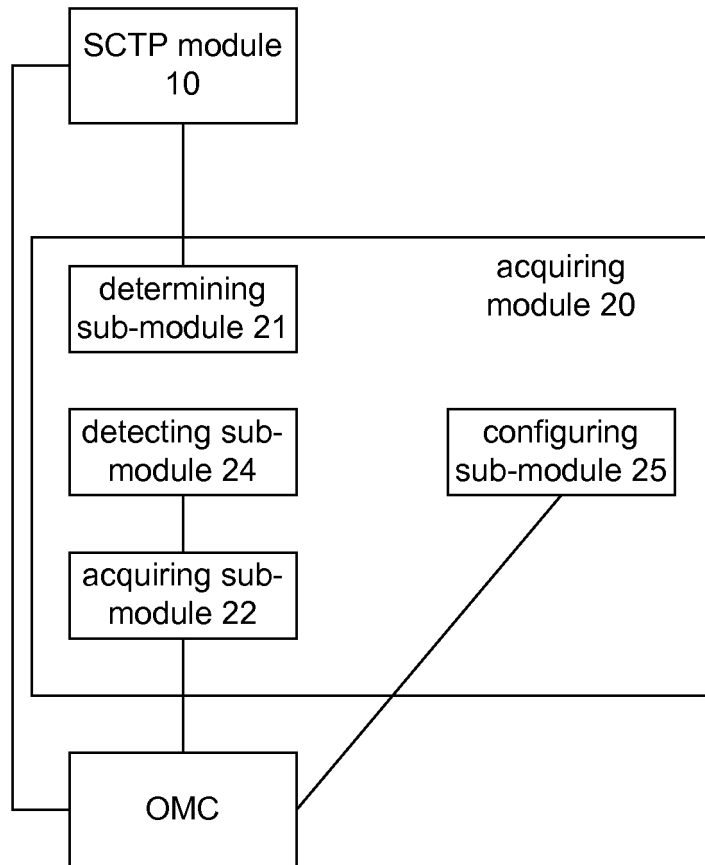 SCTP module
10
acquiring
module 20
determining
sub-module 21
detecting sub-
module 24
configuring
sub-module 25
acquiring sub-
module 22
OMC